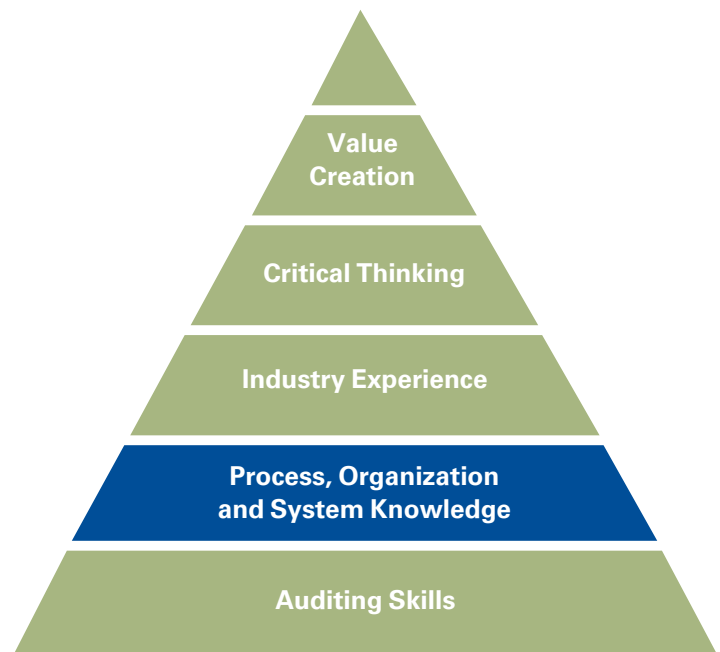 Value
Creation
Critical Thinking
Industry Experience
Process, Organization
and System Knowledge
Auditing Skills